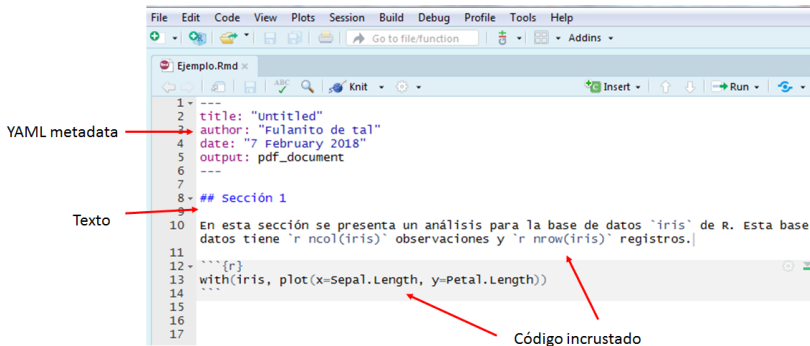 File Edit Code View Plots Session Build Debug Profile Tools Help
Go to file/function Addins
Ejemplo.Rmd
ABC Knit Insert Run
1 ---
2 title: "Untitled"
YAML metadata
3 author: "Fulanito de tal"
4 date: "7 February 2018"
5 output: pdf_document
6 ---
7
8 ## Sección 1
Texto
9
10 En esta sección se presenta un análisis para la base de datos `iris` de R. Esta base
datos tiene `r ncol(iris)` observaciones y `r nrow(iris)` registros.
11
12 ```{r}
13 with(iris, plot(x=Sepal.Length, y=Petal.Length))
14 ```
15
16
17
Código incrustado